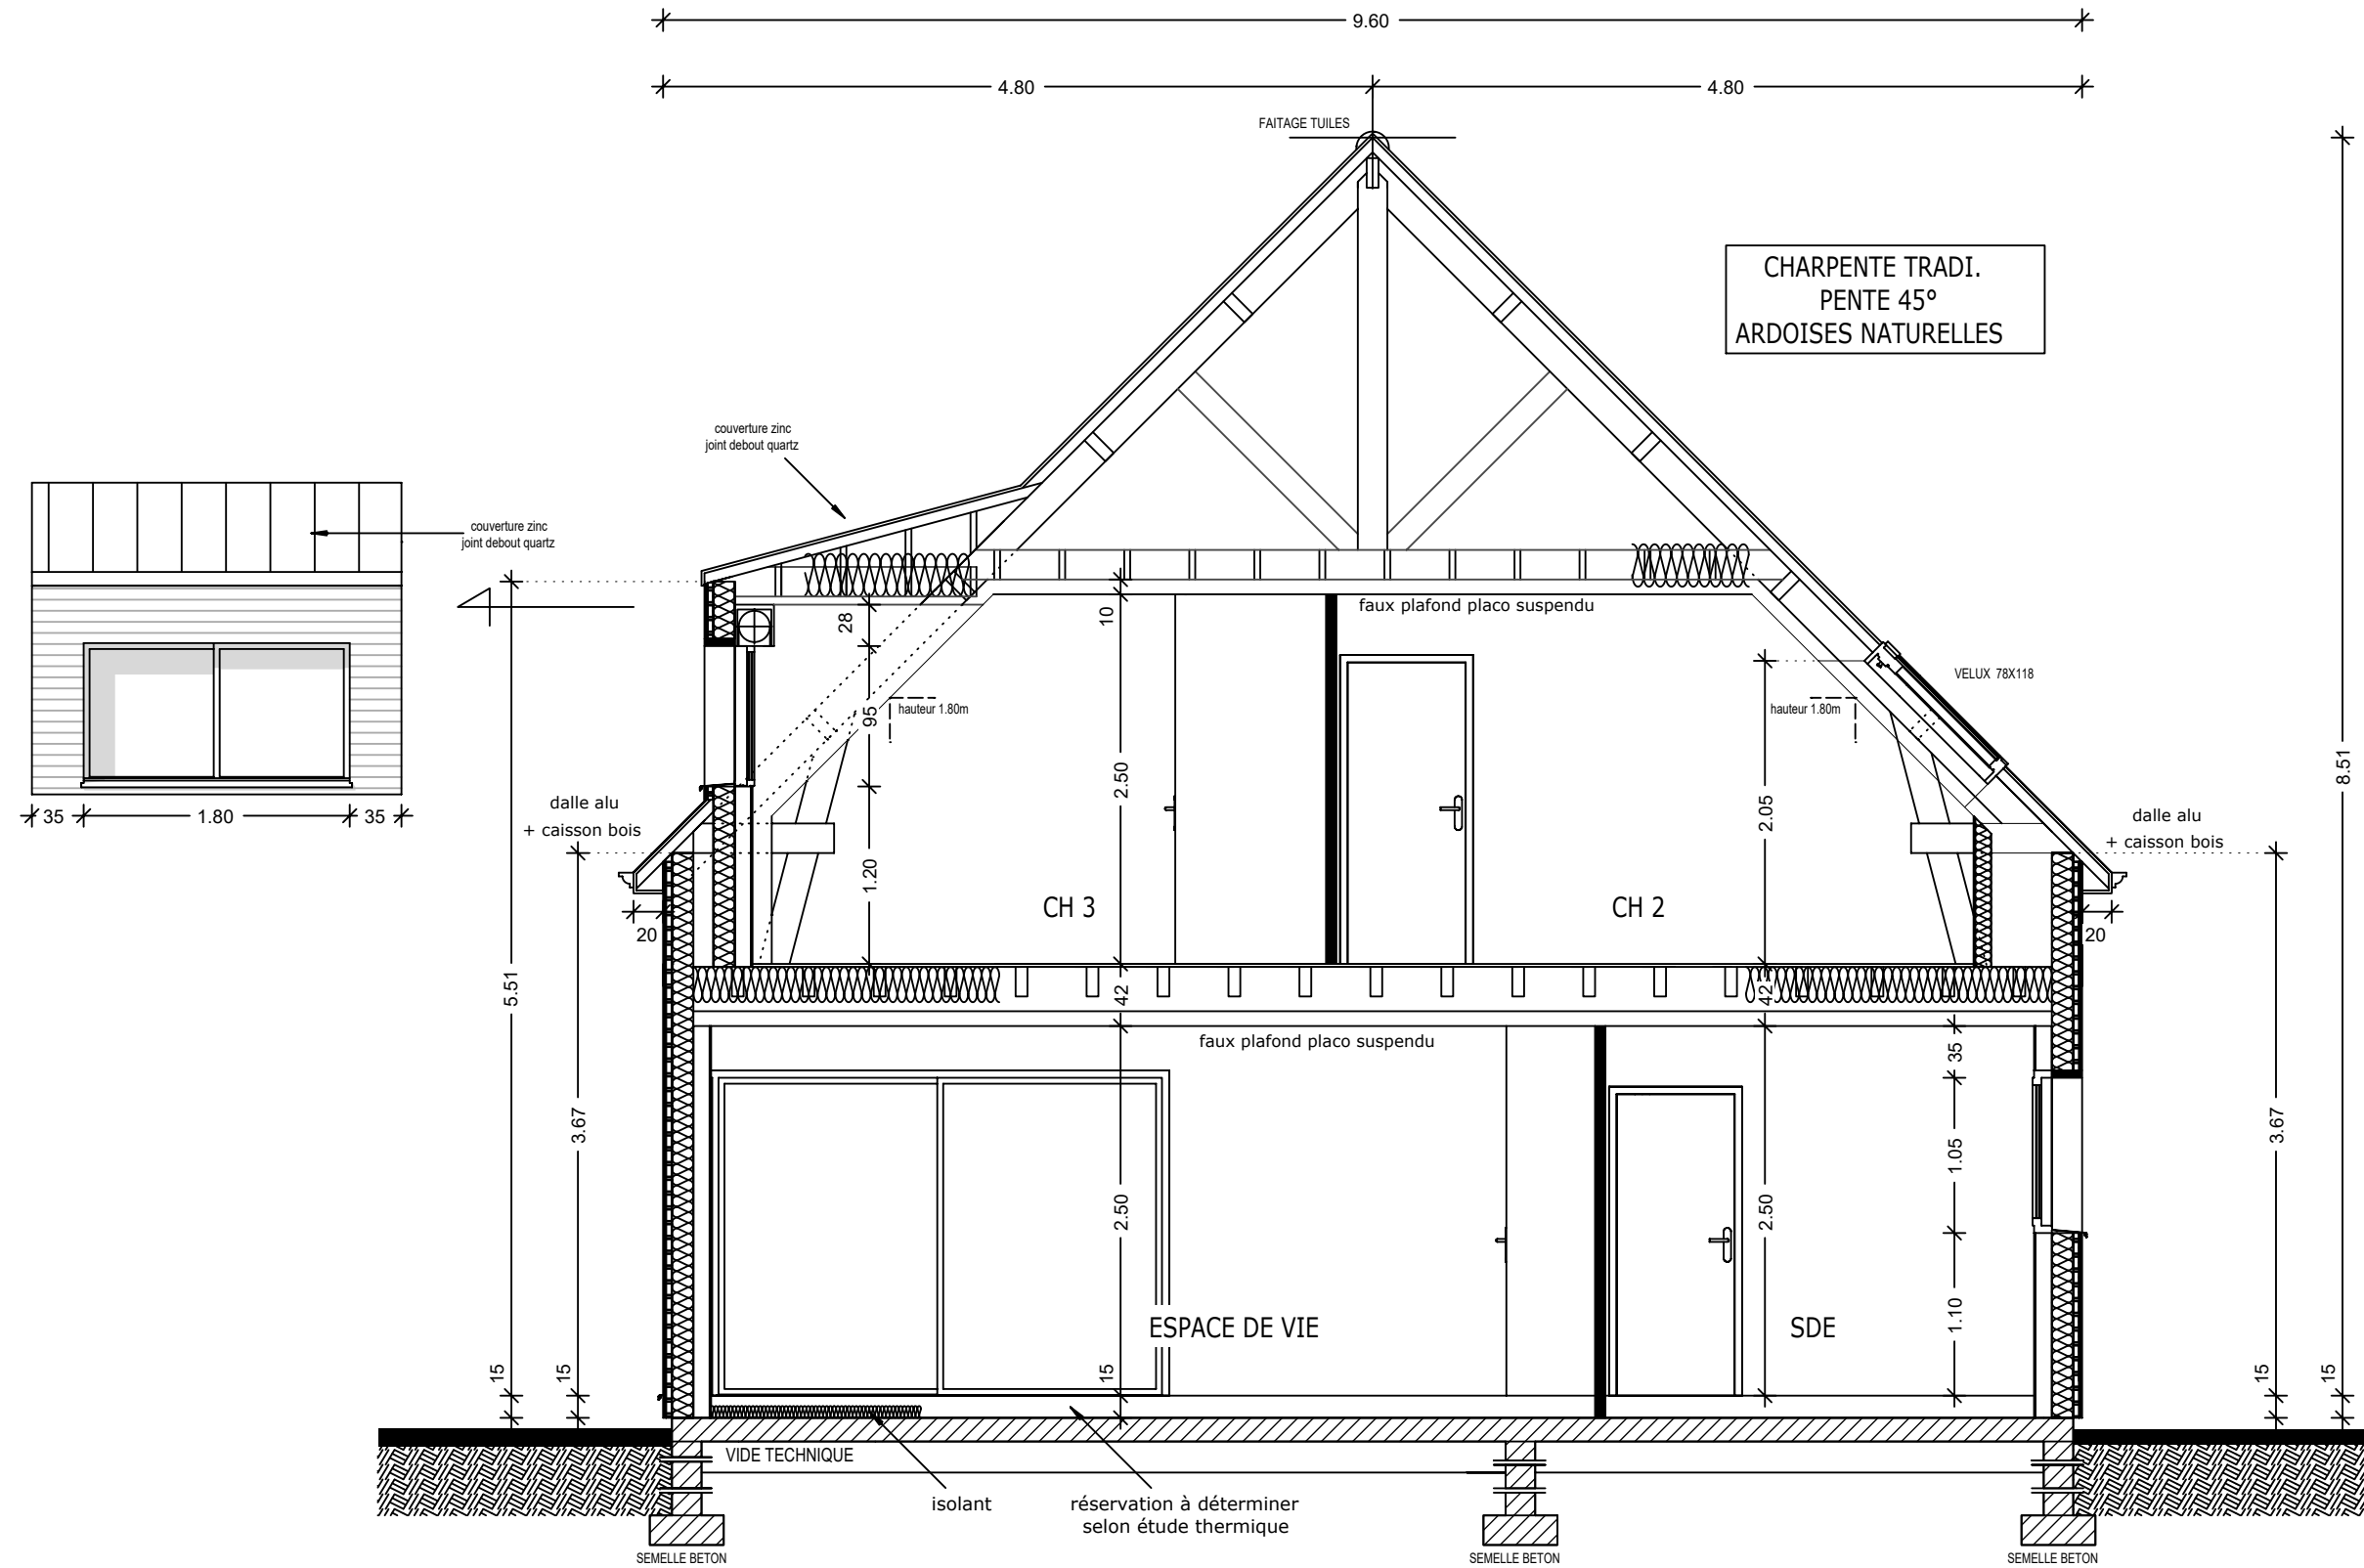 9.60
4.80
4.80
FAITAGE TUILES
CHARPENTE TRADI.
PENTE 45°
ARDOISES NATURELLES
couverture zinc
joint debout quartz
couverture zinc
joint debout quartz
35
1.80
35
dalle alu
+ caisson bois
faux plafond placo suspendu
28
10
95
hauteur 1.80m
hauteur 1.80m
VELUX 78X118
2.50
2.05
1.20
8.51
dalle alu
+ caisson bois
CH 3
CH 2
20
20
5.51
42
42
faux plafond placo suspendu
35
3.67
3.67
1.05
2.50
2.50
1.10
ESPACE DE VIE
SDE
15
15
15
15
15
VIDE TECHNIQUE
isolant
réservation à déterminer
selon étude thermique
SEMELLE BETON
SEMELLE BETON
SEMELLE BETON